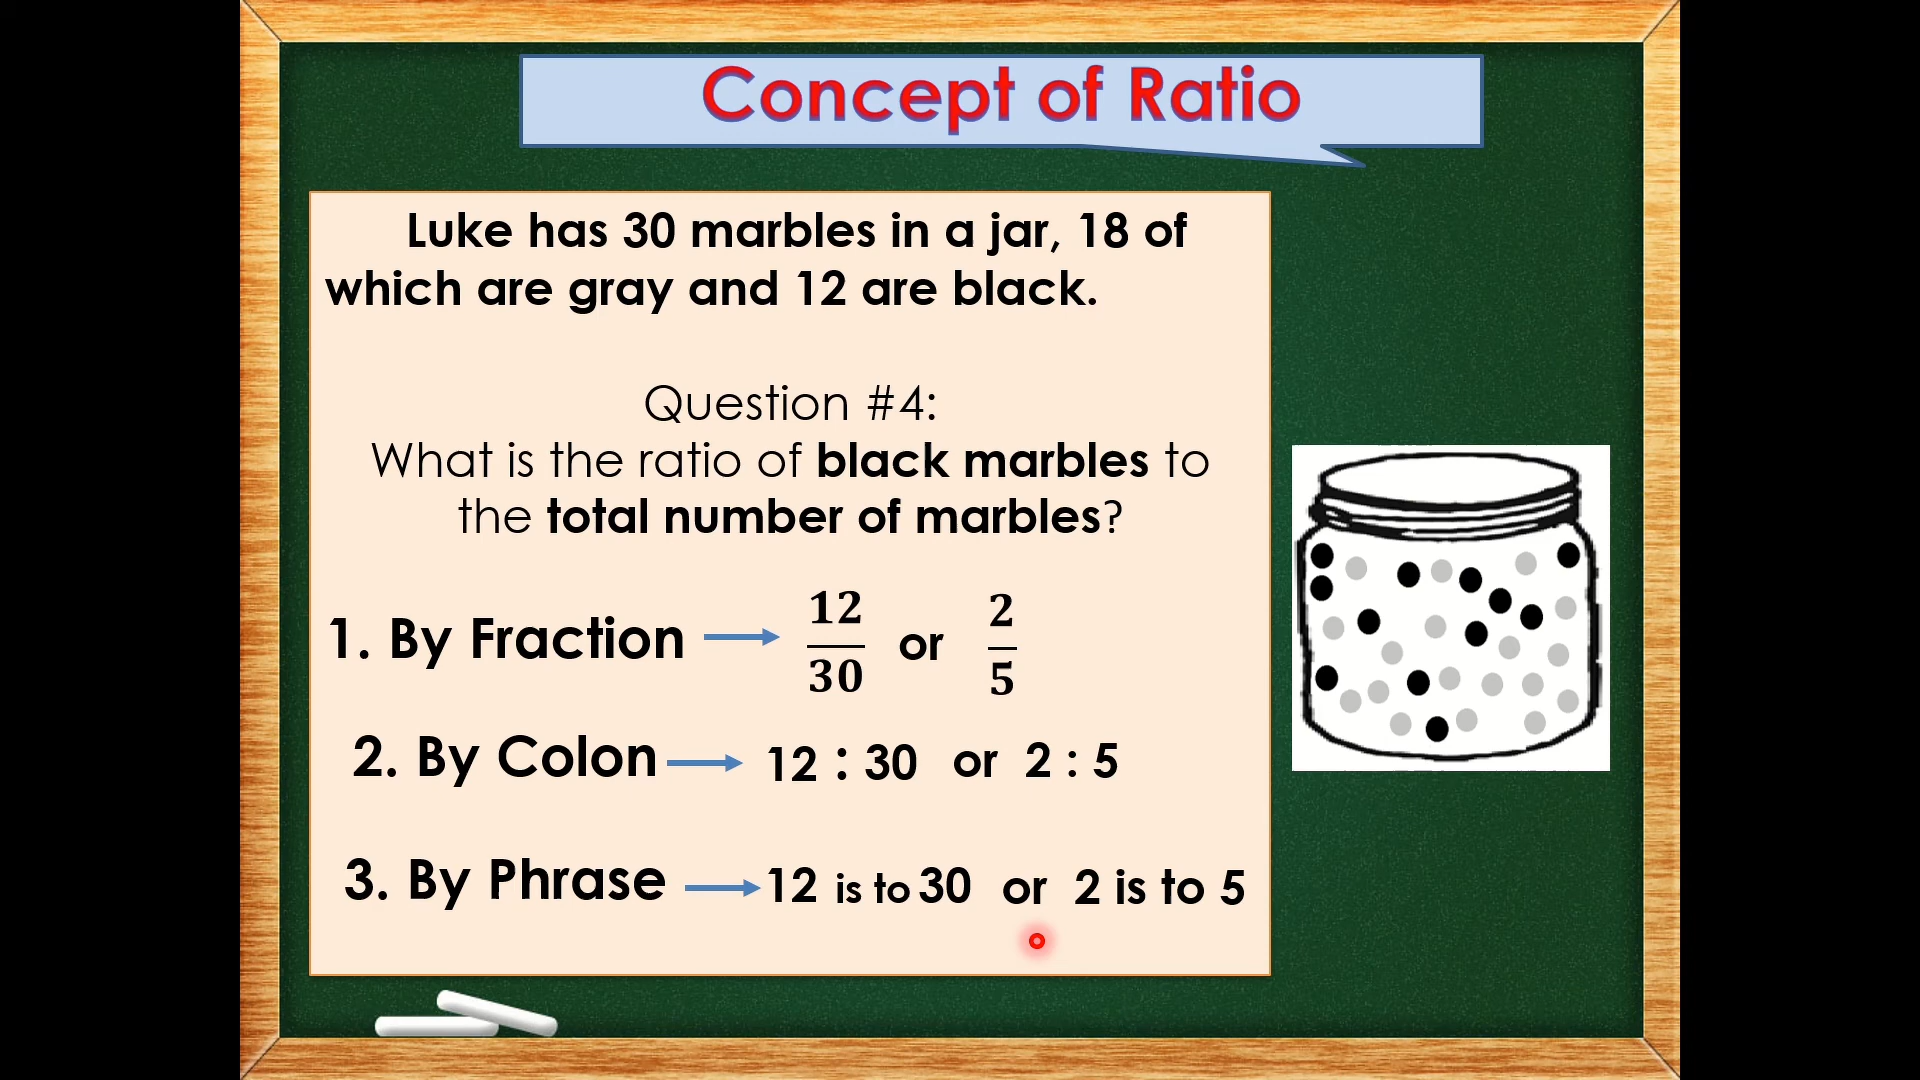 Concept of Ratio
Luke has 30 marbles in a jar, 18 of
which are gray and 12 are black.
Question #4:
What is the ratio of black marbles to
the total number of marbles?
1. By Fraction 12/30 or 2/5
2. By Colon 12 : 30 or 2 : 5
3. By Phrase 12 is to 30 or 2 is to 5